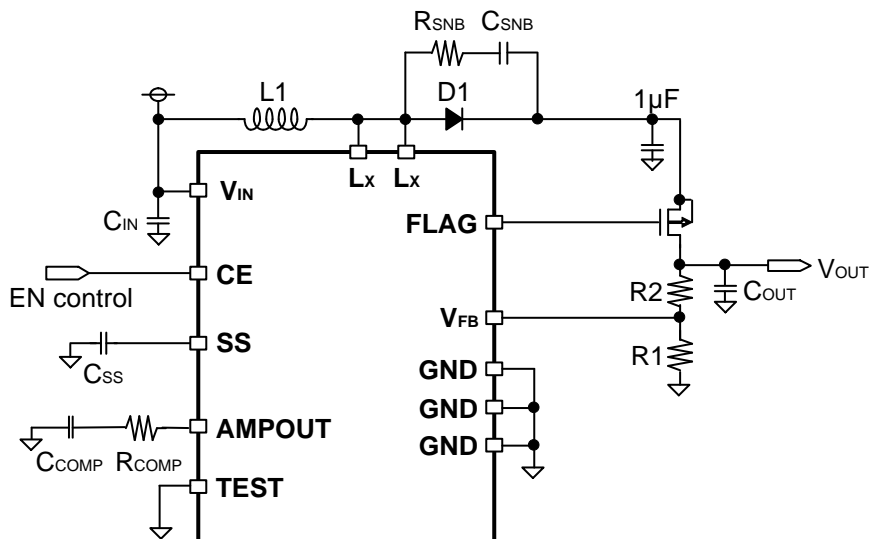 RSNB CSNB
L1 D1 1µF
LX LX
VIN
CIN
FLAG
CE
EN control
VOUT
R2 COUT
VFB
SS
R1
CSS
GND
GND
AMPOUT
GND
CCOMP RCOMP
TEST